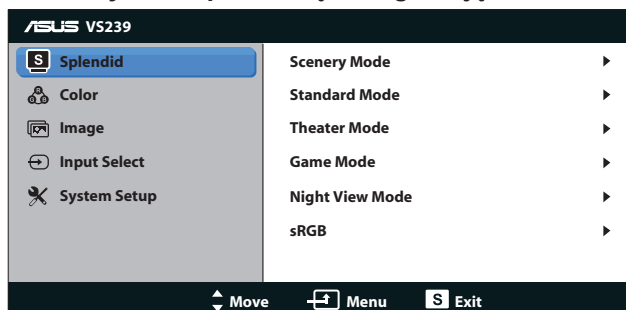 ASUS VS239
S Splendid
Color
Image
Input Select
System Setup
Scenery Mode
Standard Mode
Theater Mode
Game Mode
Night View Mode
sRGB
Move Menu S Exit